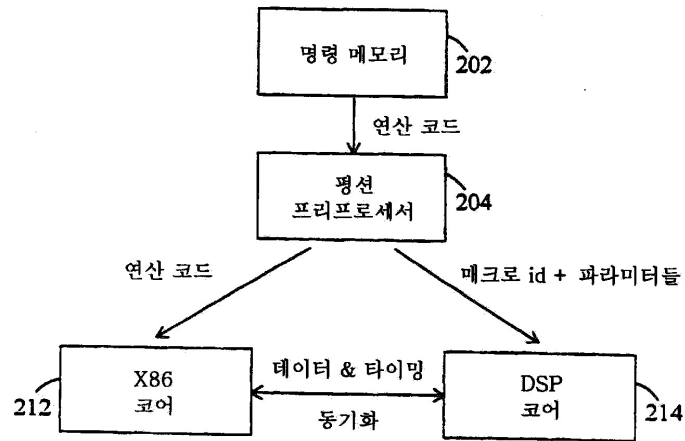 명령 메모리
202
연산 코드
펑션
프리프로세서
204
연산 코드
매크로 id + 파라미터들
X86
코어
212
데이터 & 타이밍
동기화
DSP
코어
214